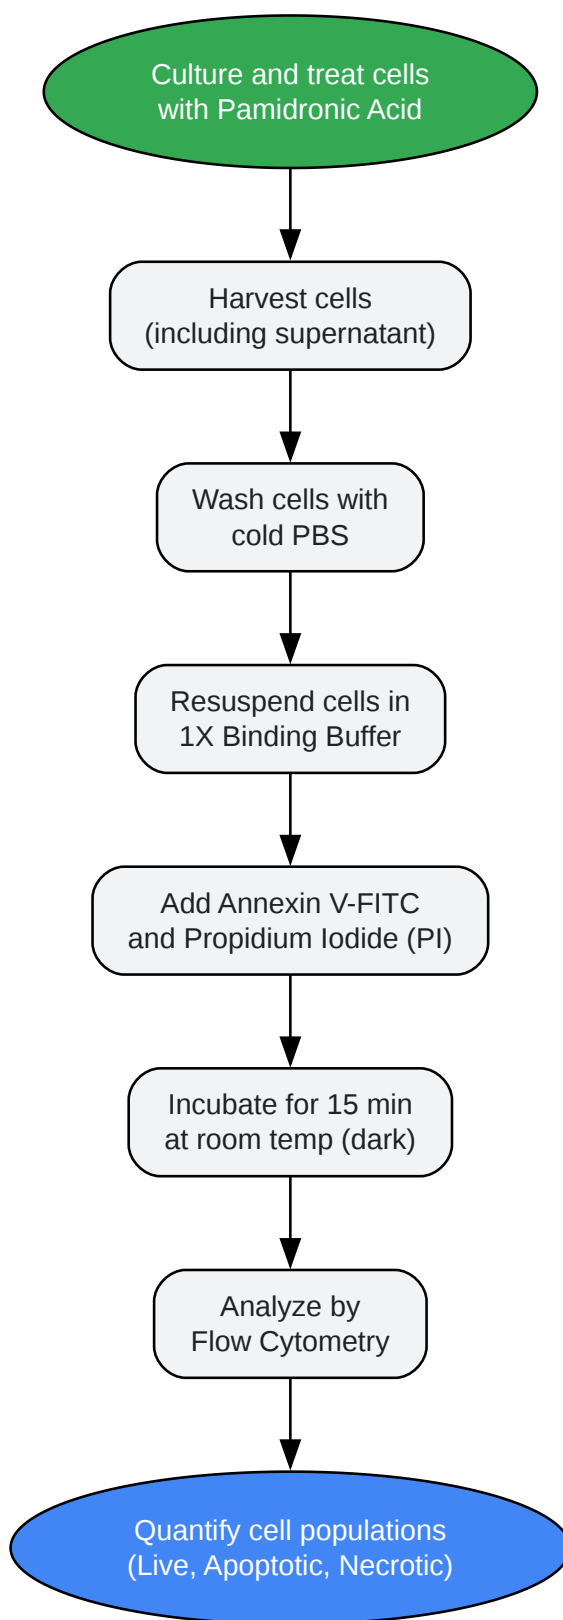 Culture and treat cells
with Pamidronic Acid
Harvest cells
(including supernatant)
Wash cells with
cold PBS
Resuspend cells in
1X Binding Buffer
Add Annexin V-FITC
and Propidium Iodide (PI)
Incubate for 15 min
at room temp (dark)
Analyze by
Flow Cytometry
Quantify cell populations
(Live, Apoptotic, Necrotic)